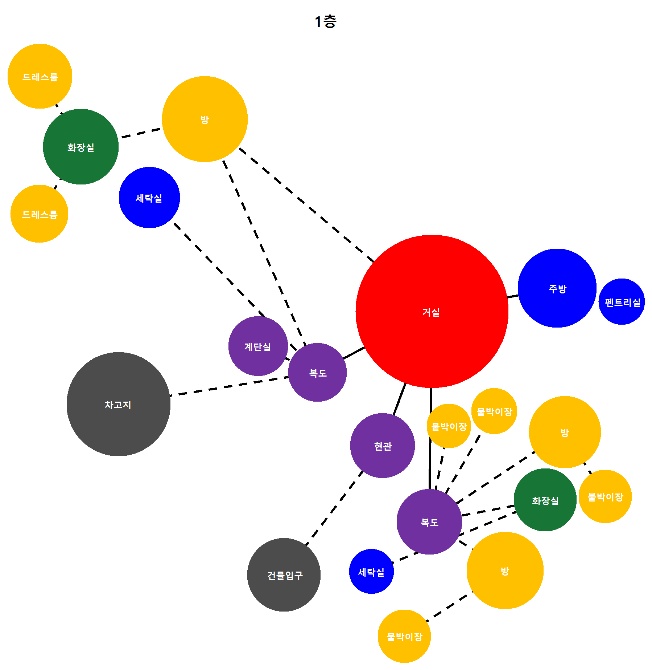 1층
드레스룸
방
화장실
세탁실
드레스룸
주방
펜트리실
거실
계단실
복도
차고지
붙박이장
붙박이장
방
현관
붙박이장
화장실
복도
세탁실
방
건물입구
붙박이장